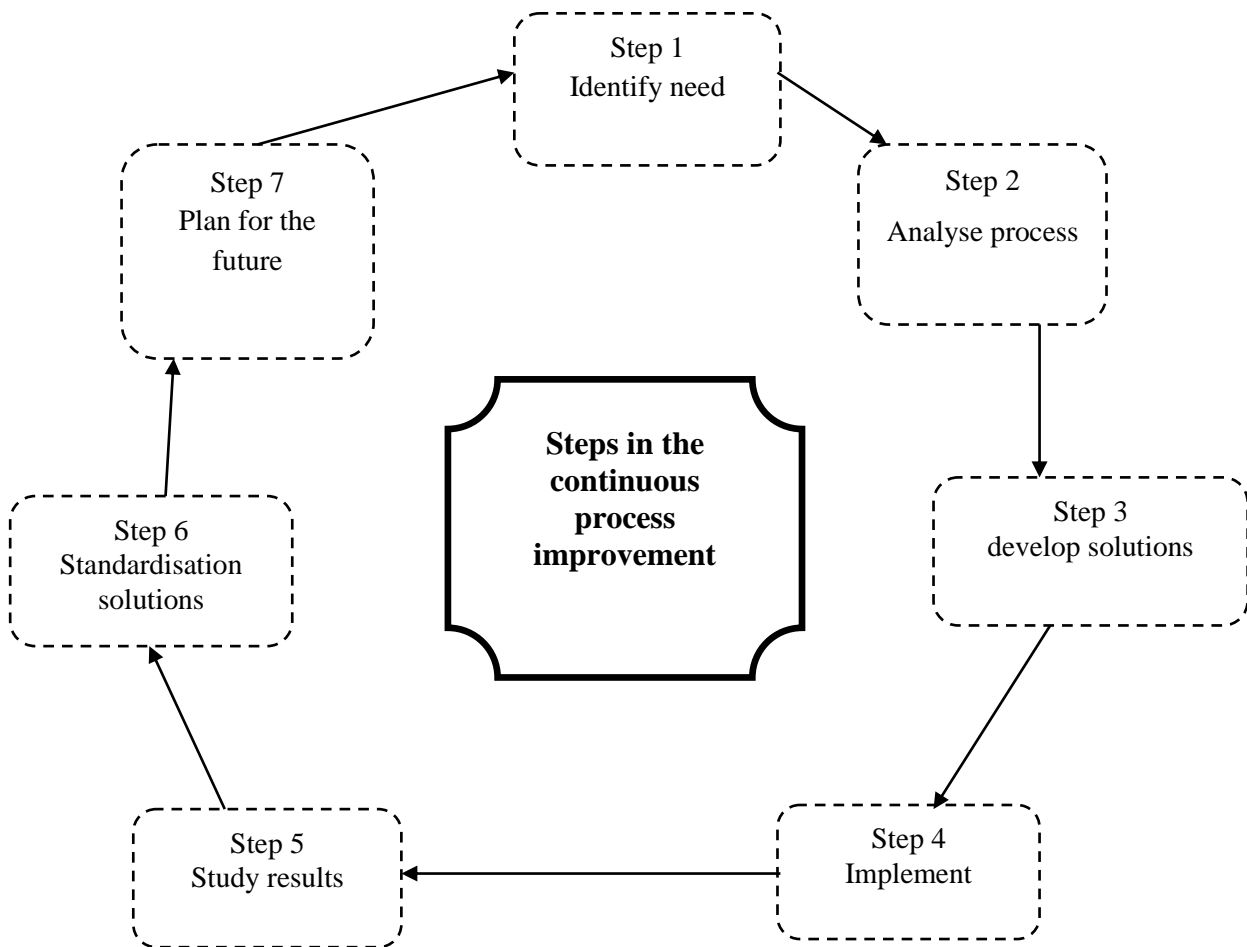 Step 1
Identify need
Step 2
Analyse process
Step 3
develop solutions
Step 4
Implement
Step 5
Study results
Step 6
Standardisation
solutions
Step 7
Plan for the
future
Steps in the
continuous
process
improvement